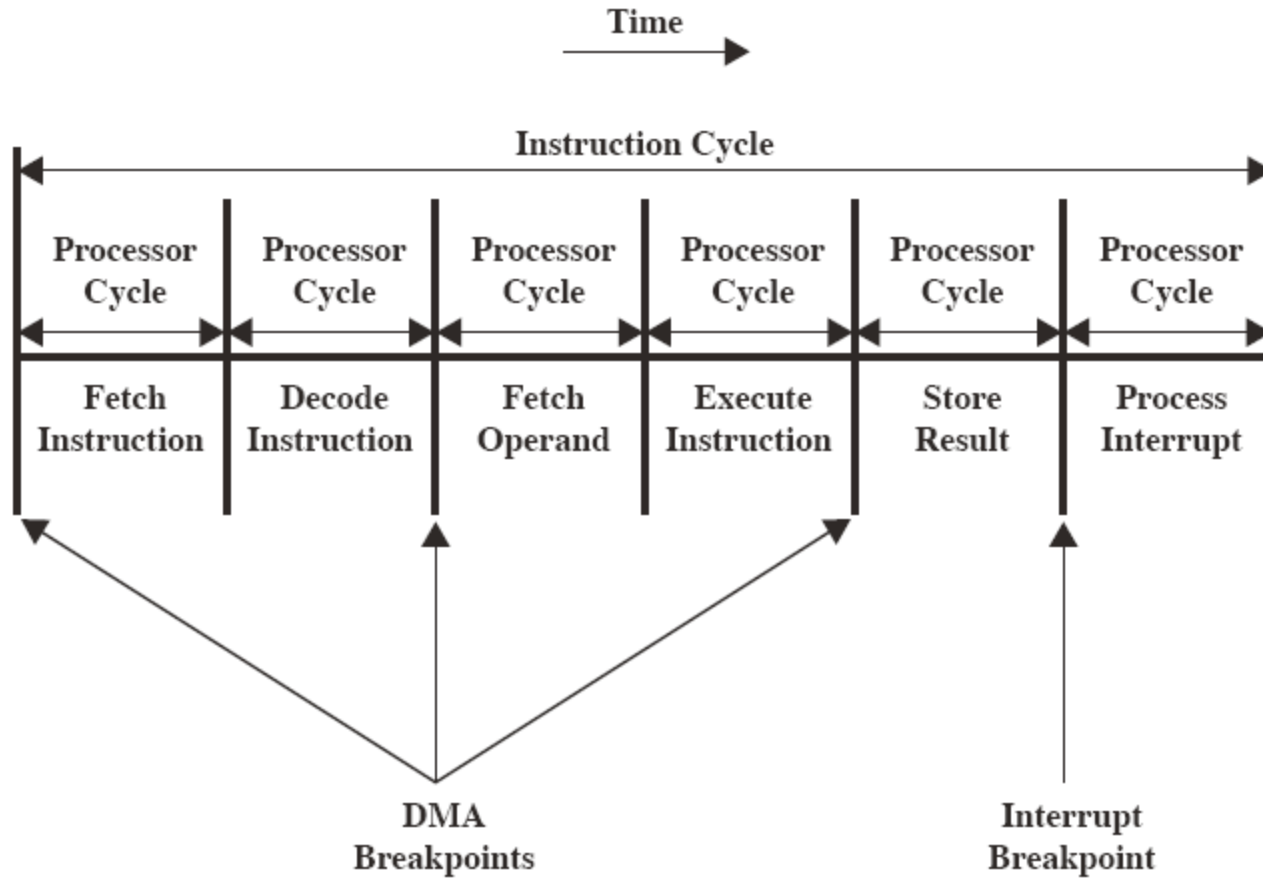 Time
Instruction Cycle
Processor Cycle
Processor Cycle
Processor Cycle
Processor Cycle
Processor Cycle
Processor Cycle
Fetch Instruction
Decode Instruction
Fetch Operand
Execute Instruction
Store Result
Process Interrupt
DMA Breakpoints
Interrupt Breakpoint